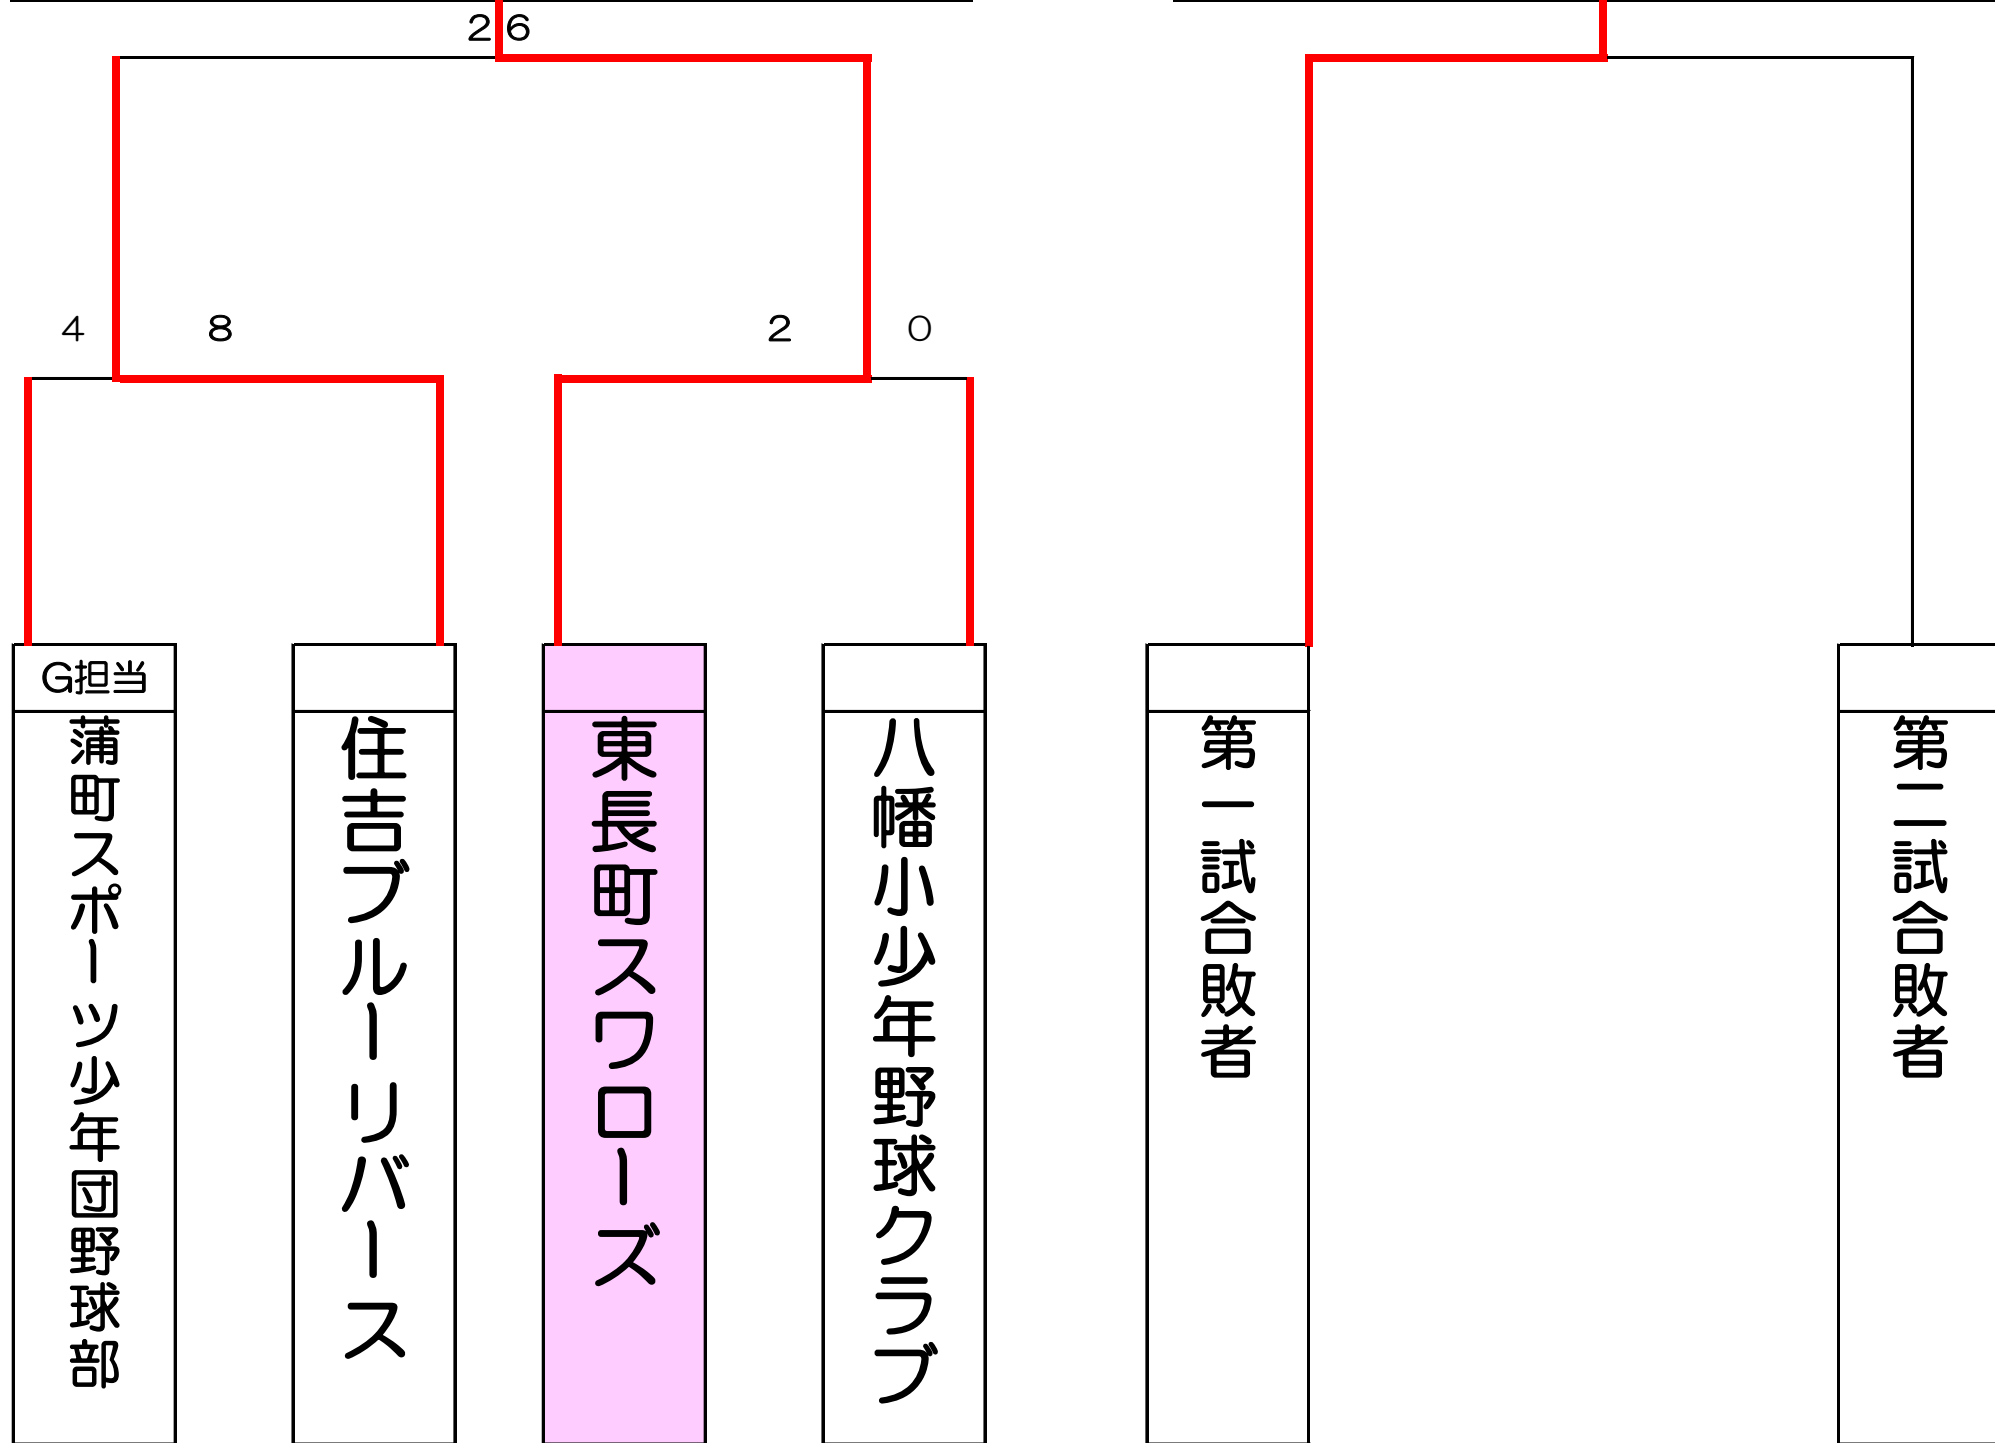 26
4 8 2 0
G担当
蒲町スポーツ少年団野球部
住吉ブルーリバース
東長町スワローズ
八幡小少年野球クラブ
第一試合敗者
第二試合敗者